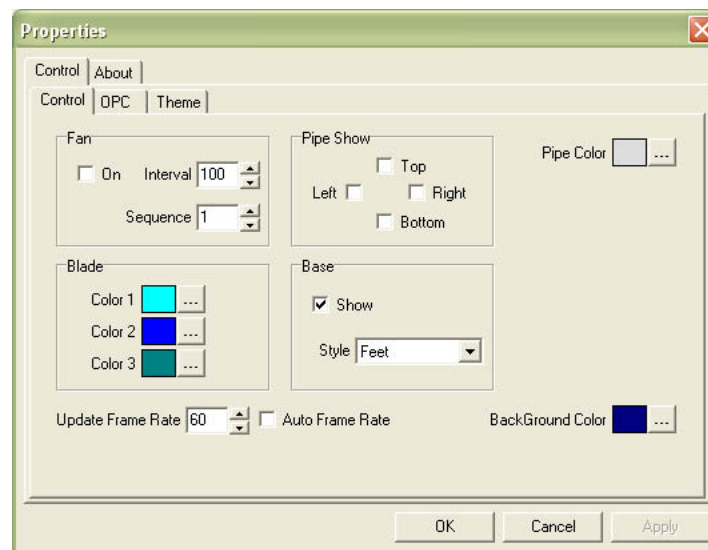 Properties
Control About
Control OPC Theme
Fan
On Interval 100
Sequence 1
Pipe Show
Top
Left Right
Bottom
Pipe Color ...
Blade
Color 1 ...
Color 2 ...
Color 3 ...
Base
Show
Style Feet
Update Frame Rate 60 Auto Frame Rate
BackGround Color ...
OK Cancel Apply